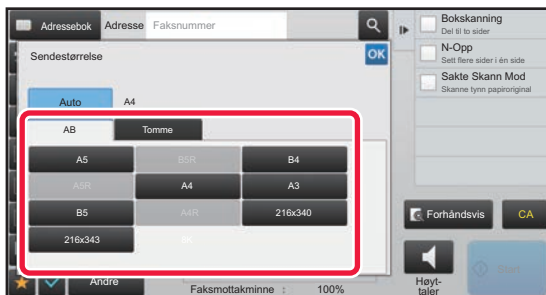 Adressebok Adresse Faksnummer
Sendestørrelse OK
Auto A4
AB Tomme
A5 B5R B4
A5R A4 A3
B5 A4R 216x340
216x343 8K
Andre
Faksmottakminne : 100%
Bokskanning
Del til to sider
N-Opp
Sett flere sider i én side
Sakte Skann Mod
Skanne tynn papiroriginal
Forhåndsvis CA
Høyt-
taler
Start